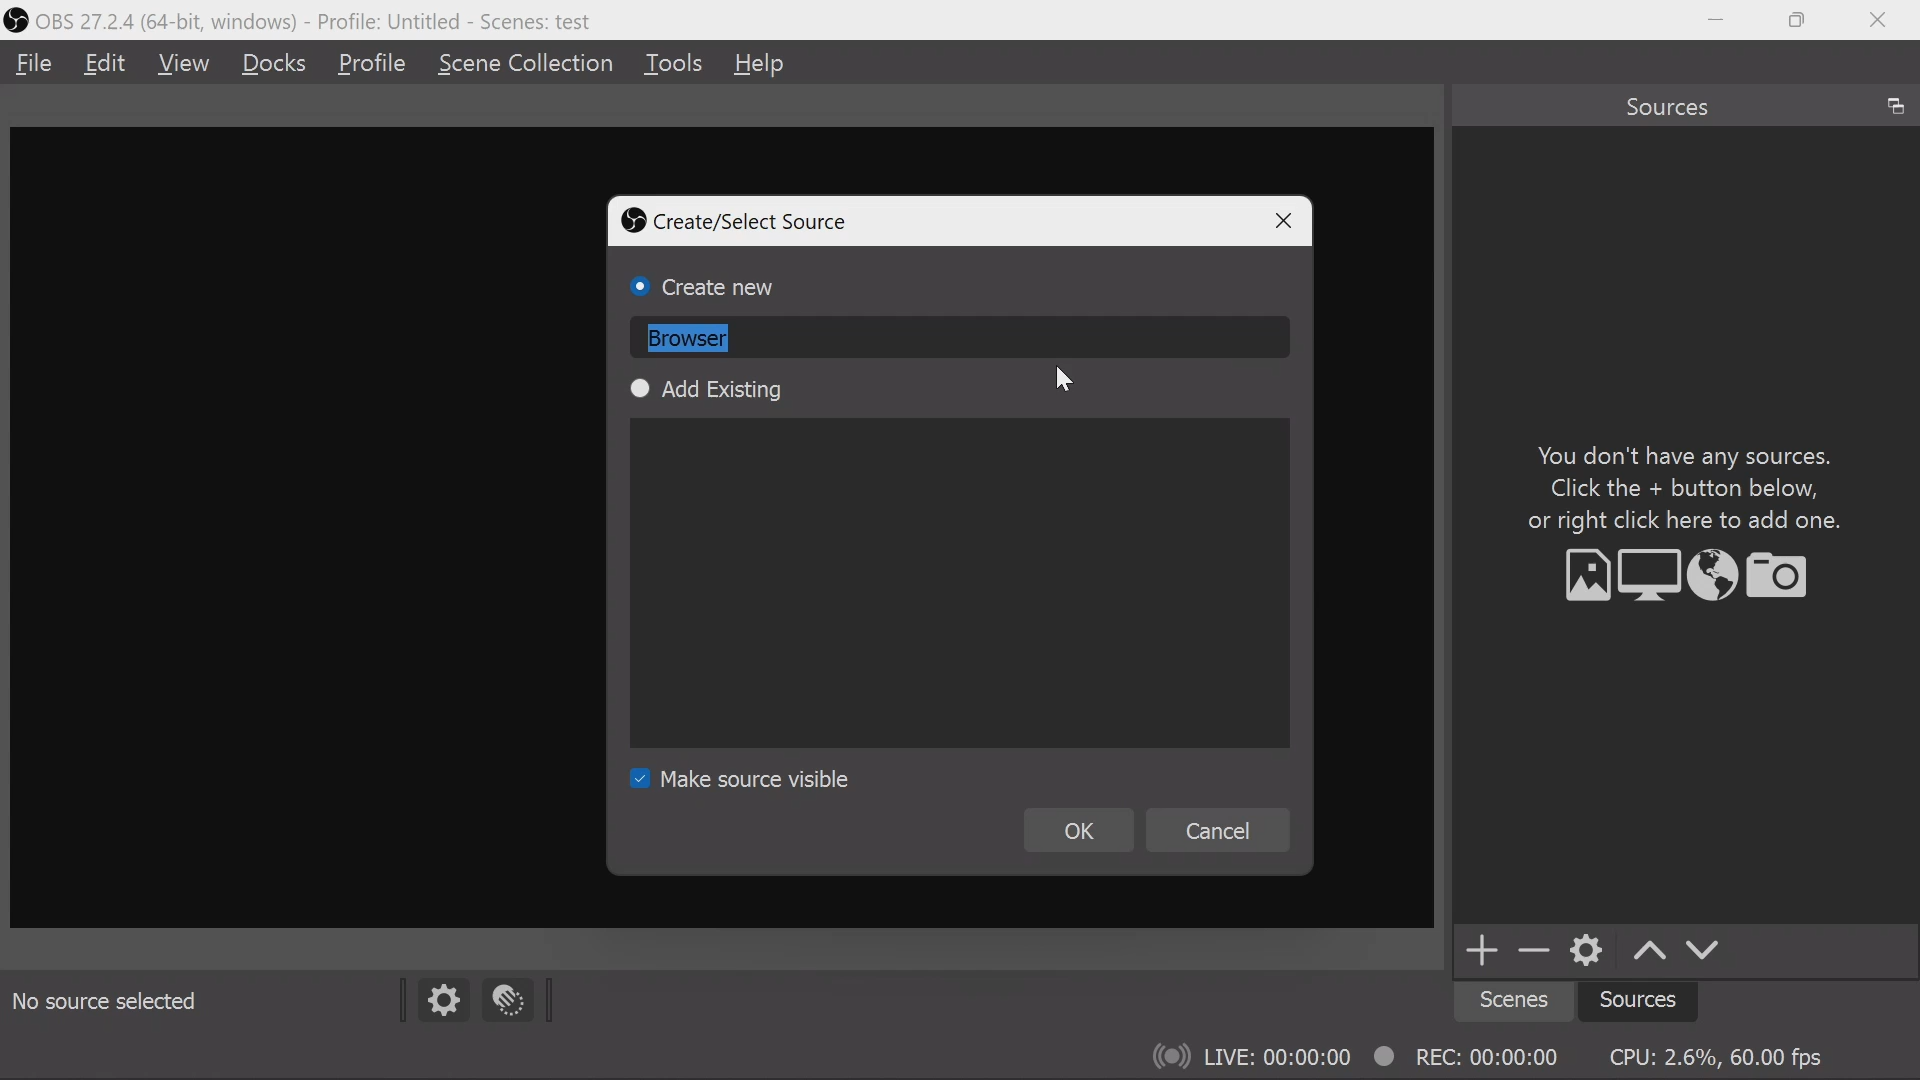 OBS 27.2.4 (64-bit, windows) - Profile: Untitled - Scenes: test
File Edit View Docks Profile Scene Collection Tools Help
Sources
Create/Select Source
Create new
Browser
Add Existing
You don't have any sources.
Click the + button below,
or right click here to add one.
Make source visible
OK Cancel
No source selected
Scenes Sources
LIVE: 00:00:00 REC: 00:00:00 CPU: 2.6%, 60.00 fps